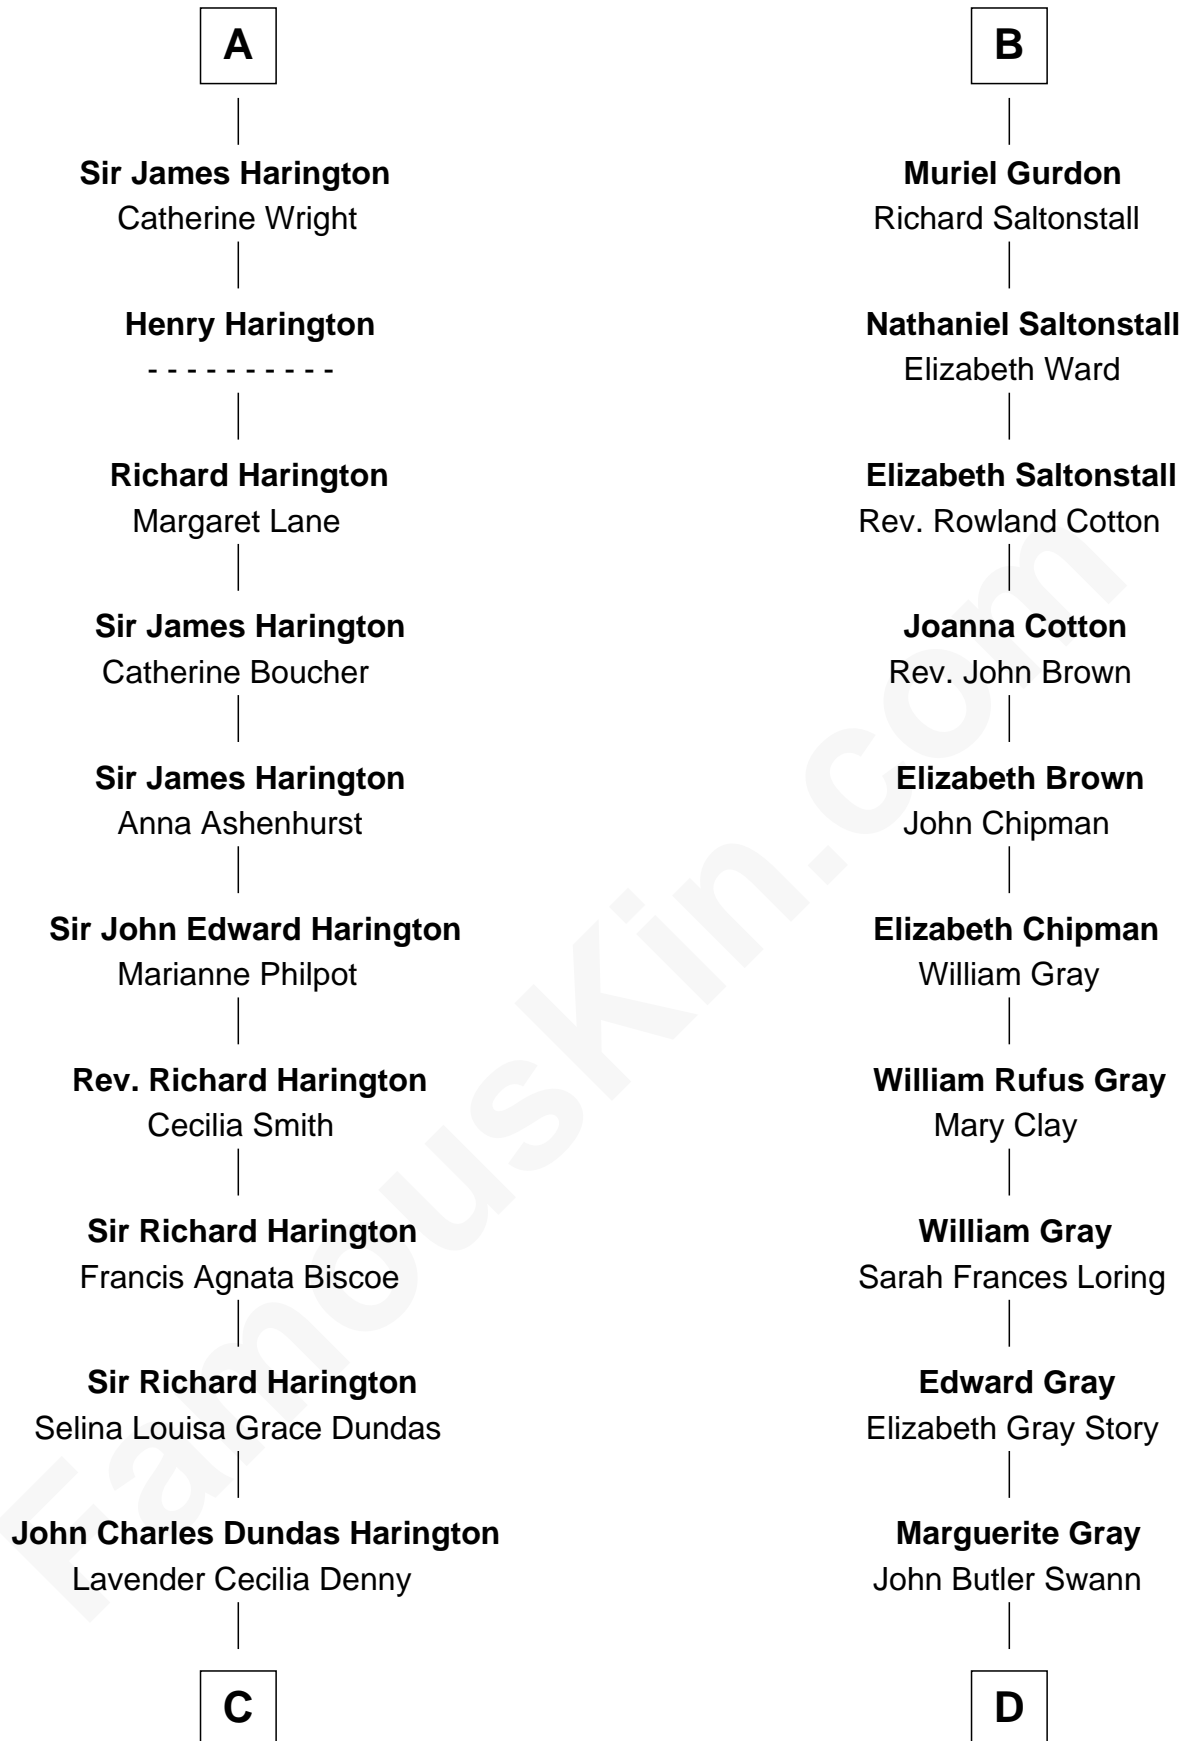 A
Sir James Harington
Catherine Wright
Henry Harington
- - - - - - - - - -
Richard Harington
Margaret Lane
Sir James Harington
Catherine Boucher
Sir James Harington
Anna Ashenhurst
Sir John Edward Harington
Marianne Philpot
Rev. Richard Harington
Cecilia Smith
Sir Richard Harington
Francis Agnata Biscoe
Sir Richard Harington
Selina Louisa Grace Dundas
John Charles Dundas Harington
Lavender Cecilia Denny
C
B
Muriel Gurdon
Richard Saltonstall
Nathaniel Saltonstall
Elizabeth Ward
Elizabeth Saltonstall
Rev. Rowland Cotton
Joanna Cotton
Rev. John Brown
Elizabeth Brown
John Chipman
Elizabeth Chipman
William Gray
William Rufus Gray
Mary Clay
William Gray
Sarah Frances Loring
Edward Gray
Elizabeth Gray Story
Marguerite Gray
John Butler Swann
D
FamousKin.com